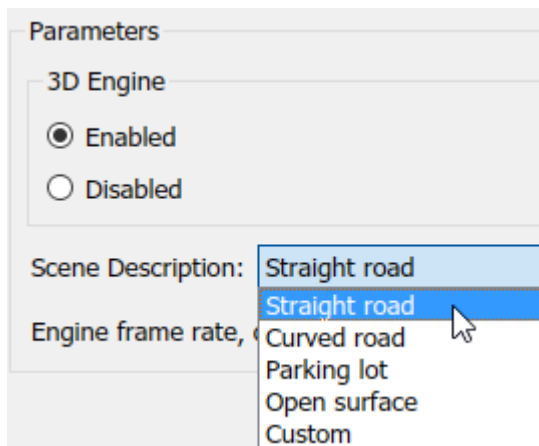 Parameters
3D Engine
Enabled
Disabled
Scene Description: Straight road
Straight road
Engine frame rate,
Curved road
Parking lot
Open surface
Custom